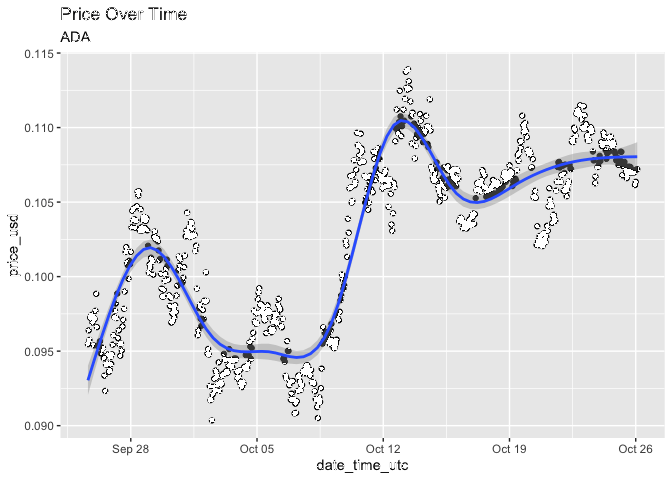 Price Over Time
ADA
0.115
0.110
0.105
0.100
0.095
0.090
price_usd
Sep 28
Oct 05
Oct 12
Oct 19
Oct 26
date_time_utc